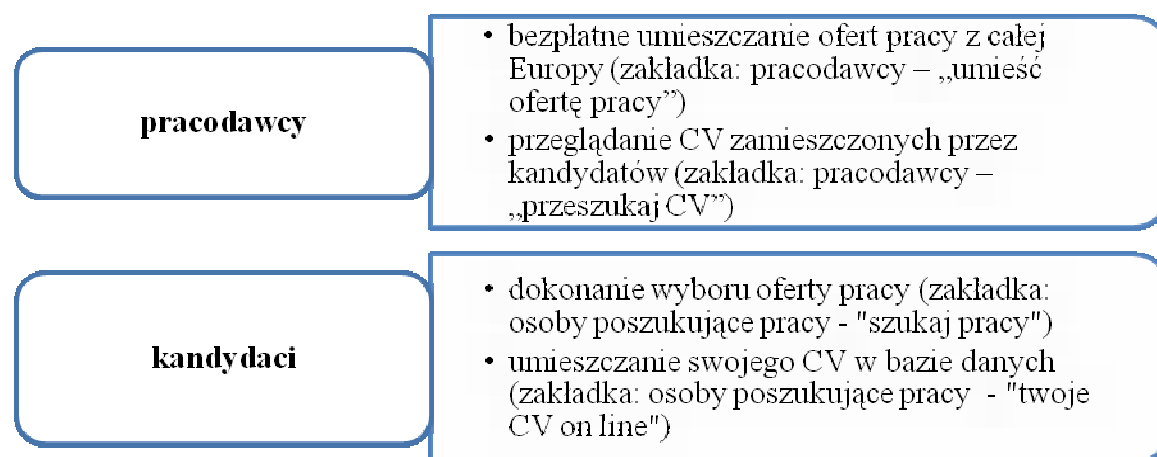 pracodawcy
• bezpłatne umieszczanie ofert pracy z całej
Europy (zakładka: pracodawcy – „umieść
ofertę pracy”)
• przeglądanie CV zamieszczonych przez
kandydatów (zakładka: pracodawcy –
„przeszukaj CV”)
kandydaci
• dokonanie wyboru oferty pracy (zakładka:
osoby poszukujące pracy - "szukaj pracy")
• umieszczanie swojego CV w bazie danych
(zakładka: osoby poszukujące pracy - "twoje
CV on line")